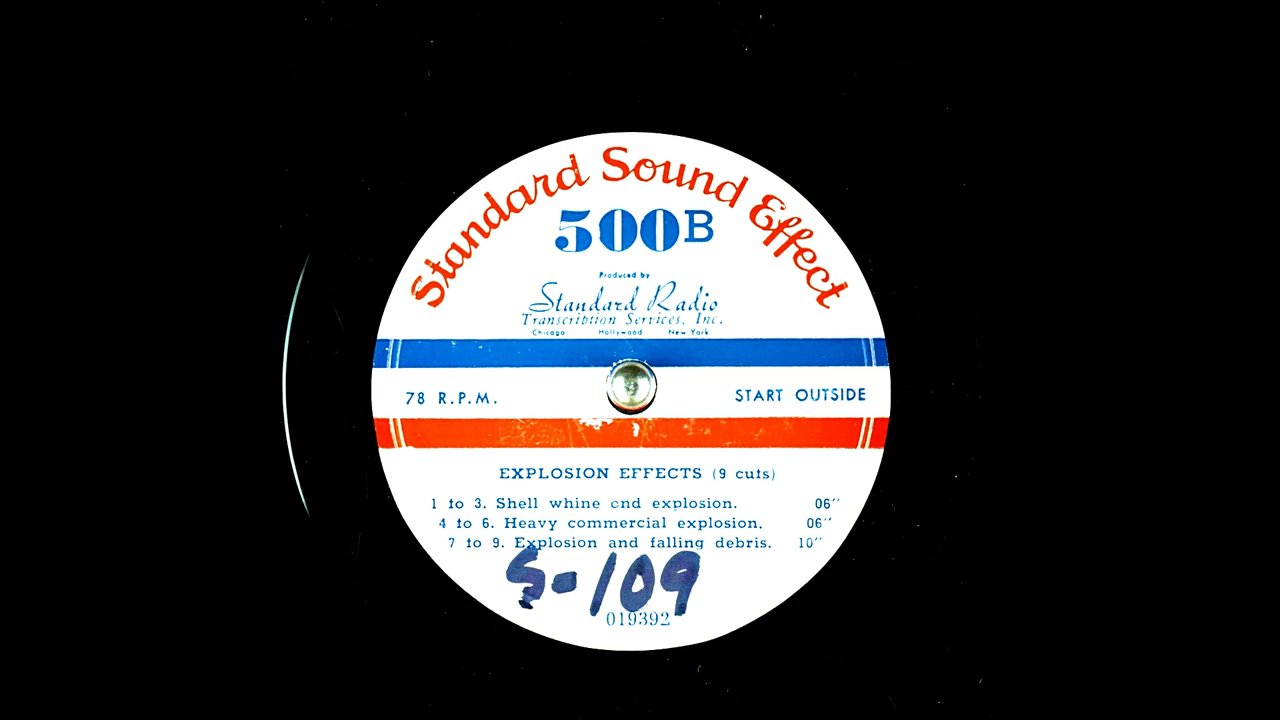 Standard Sound Effect
500B
Produced by
Standard Radio
Transcription Services, Inc.
Chicago Hollywood New York
78 R.P.M. START OUTSIDE
EXPLOSION EFFECTS (9 cuts)
1 to 3. Shell whine and explosion. 06"
4 to 6. Heavy commercial explosion. 06"
7 to 9. Explosion and falling debris. 10"
S-109
019392